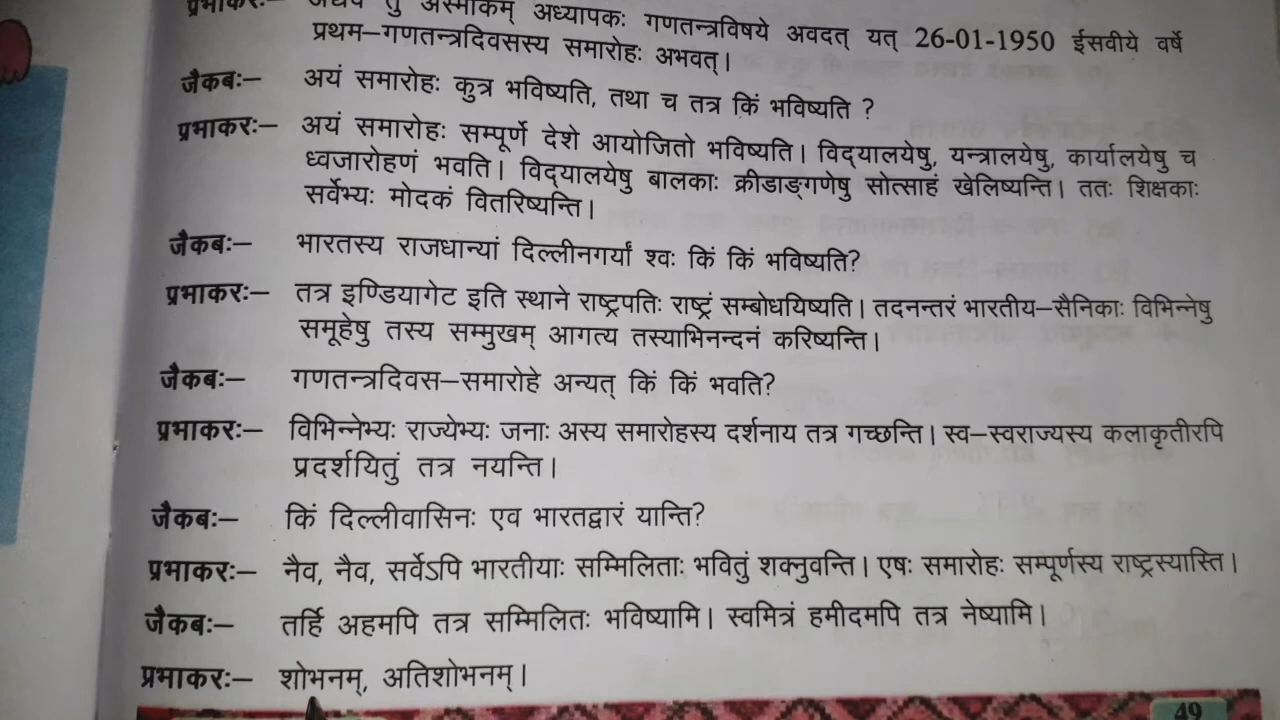 प्रभाकरः– तु अस्माकम् अध्यापकः गणतन्त्रविषये अवदत् यत् 26-01-1950 ईसवीये वर्षे
प्रथम–गणतन्त्रदिवसस्य समारोहः अभवत्।
जैकबः– अयं समारोहः कुत्र भविष्यति, तथा च तत्र किं भविष्यति ?
प्रभाकरः– अयं समारोहः सम्पूर्णे देशे आयोजितो भविष्यति। विद्‌यालयेषु, यन्त्रालयेषु, कार्यालयेषु च
ध्वजारोहणं भवति। विद्‌यालयेषु बालकाः क्रीडाङ्गणेषु सोत्साहं खेलिष्यन्ति। ततः शिक्षकाः
सर्वेभ्यः मोदकं वितरिष्यन्ति।
जैकबः– भारतस्य राजधान्यां दिल्लीनगर्यां श्वः किं किं भविष्यति?
प्रभाकरः– तत्र इण्डियागेट इति स्थाने राष्ट्रपतिः राष्ट्रं सम्बोधयिष्यति। तदनन्तरं भारतीय–सैनिकाः विभिन्नेषु
समूहेषु तस्य सम्मुखम् आगत्य तस्याभिनन्दनं करिष्यन्ति।
जैकबः– गणतन्त्रदिवस–समारोहे अन्यत् किं किं भवति?
प्रभाकरः– विभिन्नेभ्यः राज्येभ्यः जनाः अस्य समारोहस्य दर्शनाय तत्र गच्छन्ति। स्व–स्वराज्यस्य कलाकृतीरपि
प्रदर्शयितुं तत्र नयन्ति।
जैकबः– किं दिल्लीवासिनः एव भारतद्वारं यान्ति?
प्रभाकरः– नैव, नैव, सर्वेऽपि भारतीयाः सम्मिलिताः भवितुं शक्नुवन्ति। एषः समारोहः सम्पूर्णस्य राष्ट्रस्यास्ति।
जैकबः– तर्हि अहमपि तत्र सम्मिलितः भविष्यामि। स्वमित्रं हमीदमपि तत्र नेष्यामि।
प्रभाकरः– शोभनम्, अतिशोभनम्।
49